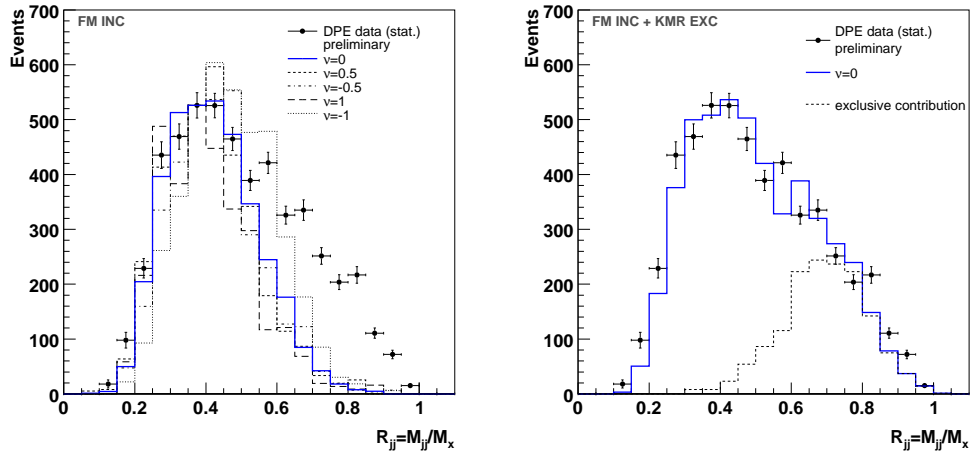 FM INC
Events
700
600
500
400
300
200
100
0
DPE data (stat.)
preliminary
ν=0
ν=0.5
ν=-0.5
ν=1
ν=-1
0 0.2 0.4 0.6 0.8 1
R_jj=M_jj/M_x
FM INC + KMR EXC
Events
700
600
500
400
300
200
100
0
DPE data (stat.)
preliminary
ν=0
exclusive contribution
0 0.2 0.4 0.6 0.8 1
R_jj=M_jj/M_x